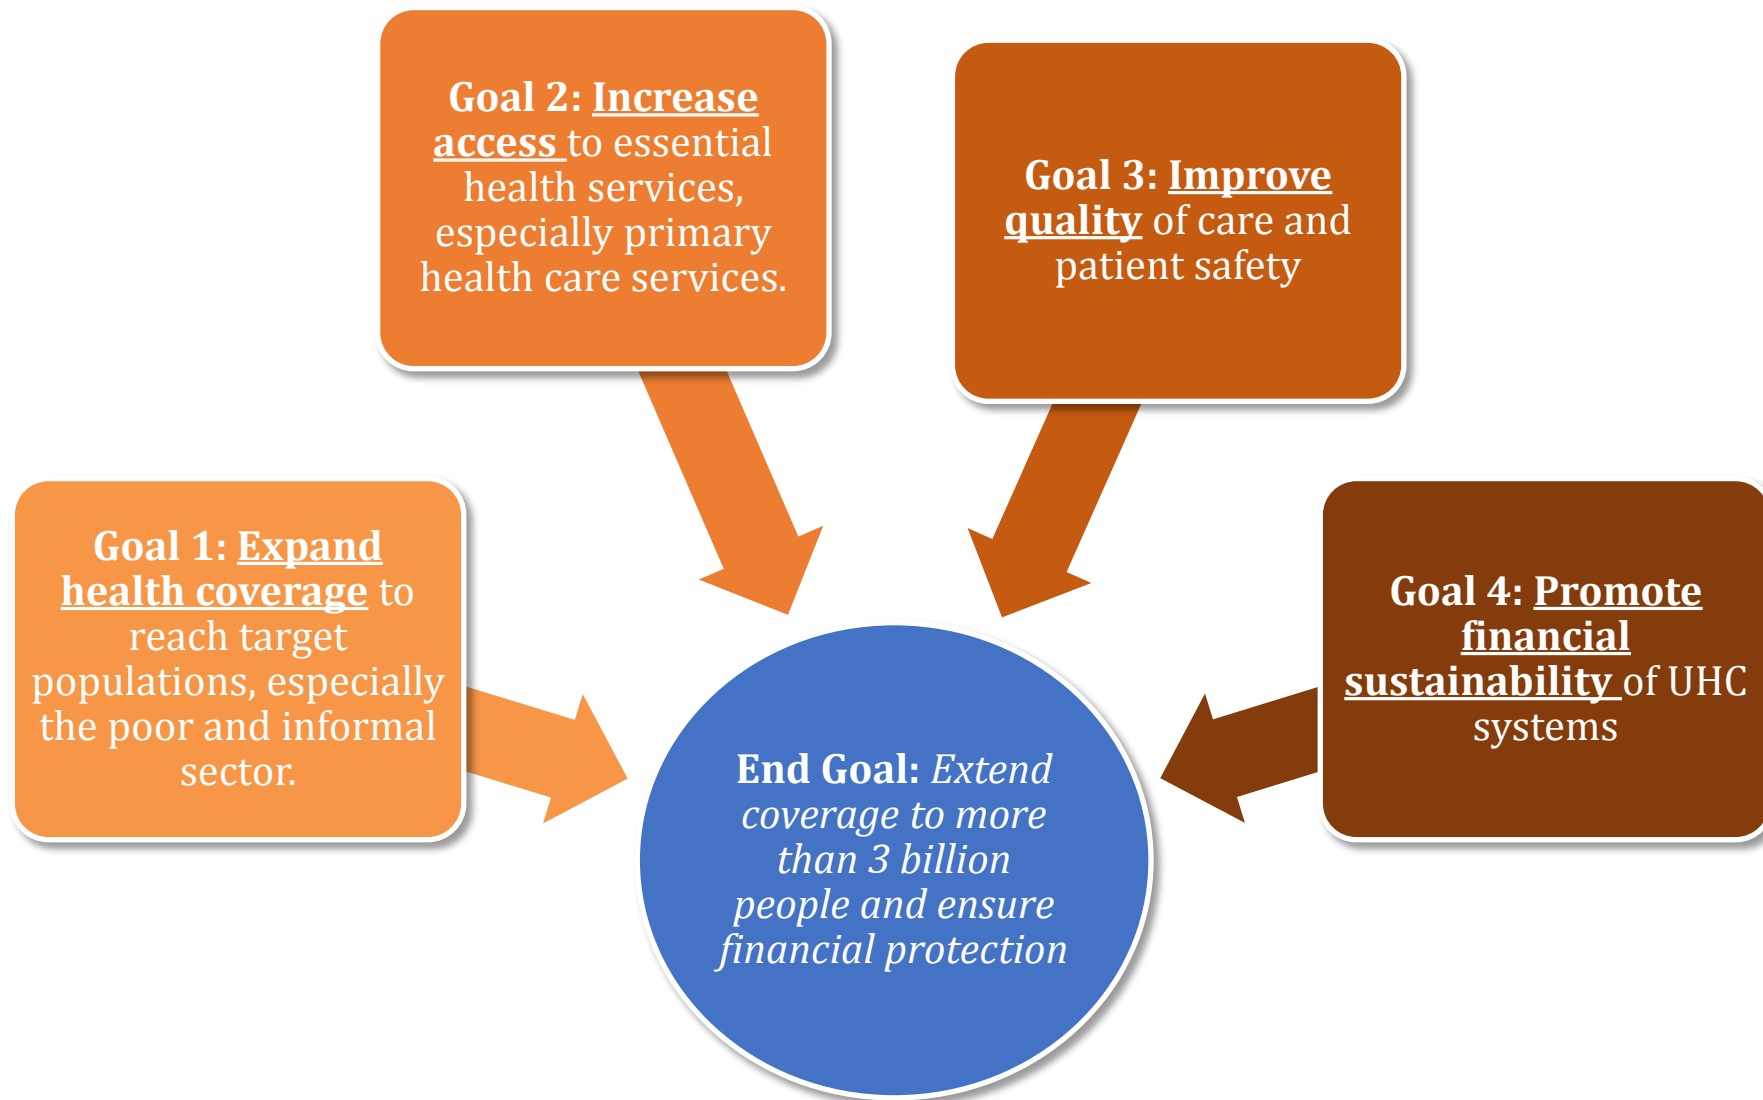 Goal 2: Increase
access to essential
health services,
especially primary
health care services.
Goal 3: Improve
quality of care and
patient safety
Goal 1: Expand
health coverage to
reach target
populations, especially
the poor and informal
sector.
Goal 4: Promote
financial
sustainability of UHC
systems
End Goal: Extend
coverage to more
than 3 billion
people and ensure
financial protection